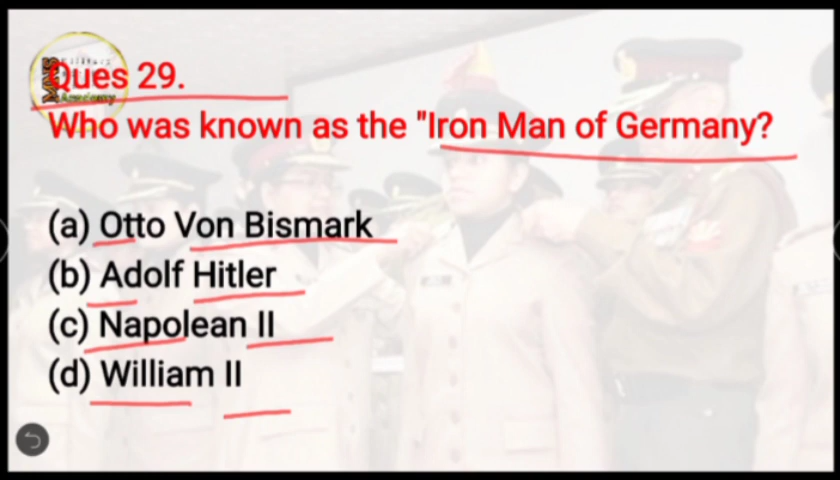 Ques 29.
Who was known as the "Iron Man of Germany?
(a) Otto Von Bismark
(b) Adolf Hitler
(c) Napolean II
(d) William II